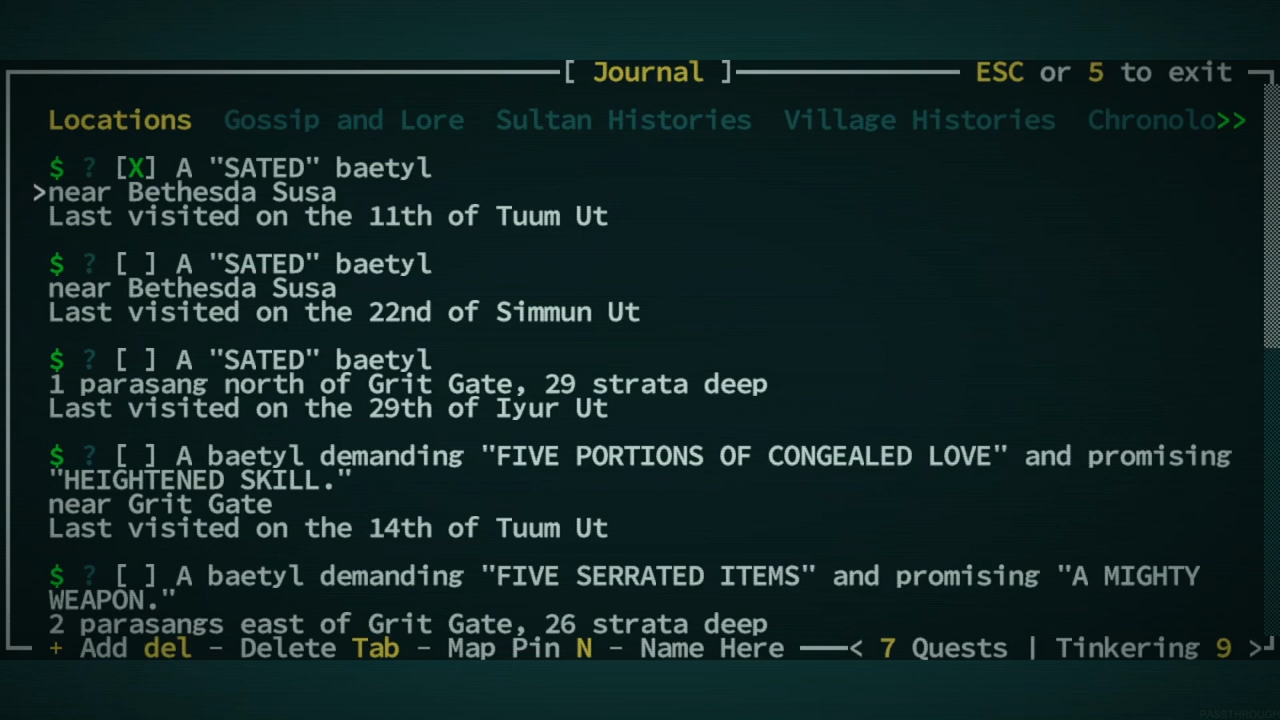 [ Journal ] ESC or 5 to exit
Locations Gossip and Lore Sultan Histories Village Histories Chronolo>>
$ ? [X] A "SATED" baetyl
>near Bethesda Susa
Last visited on the 11th of Tuum Ut
$ ? [ ] A "SATED" baetyl
near Bethesda Susa
Last visited on the 22nd of Simmun Ut
$ ? [ ] A "SATED" baetyl
1 parasang north of Grit Gate, 29 strata deep
Last visited on the 29th of Iyur Ut
$ ? [ ] A baetyl demanding "FIVE PORTIONS OF CONGEALED LOVE" and promising
"HEIGHTENED SKILL."
near Grit Gate
Last visited on the 14th of Tuum Ut
$ ? [ ] A baetyl demanding "FIVE SERRATED ITEMS" and promising "A MIGHTY
WEAPON."
2 parasangs east of Grit Gate, 26 strata deep
+ Add del - Delete Tab - Map Pin N - Name Here < 7 Quests | Tinkering 9 >